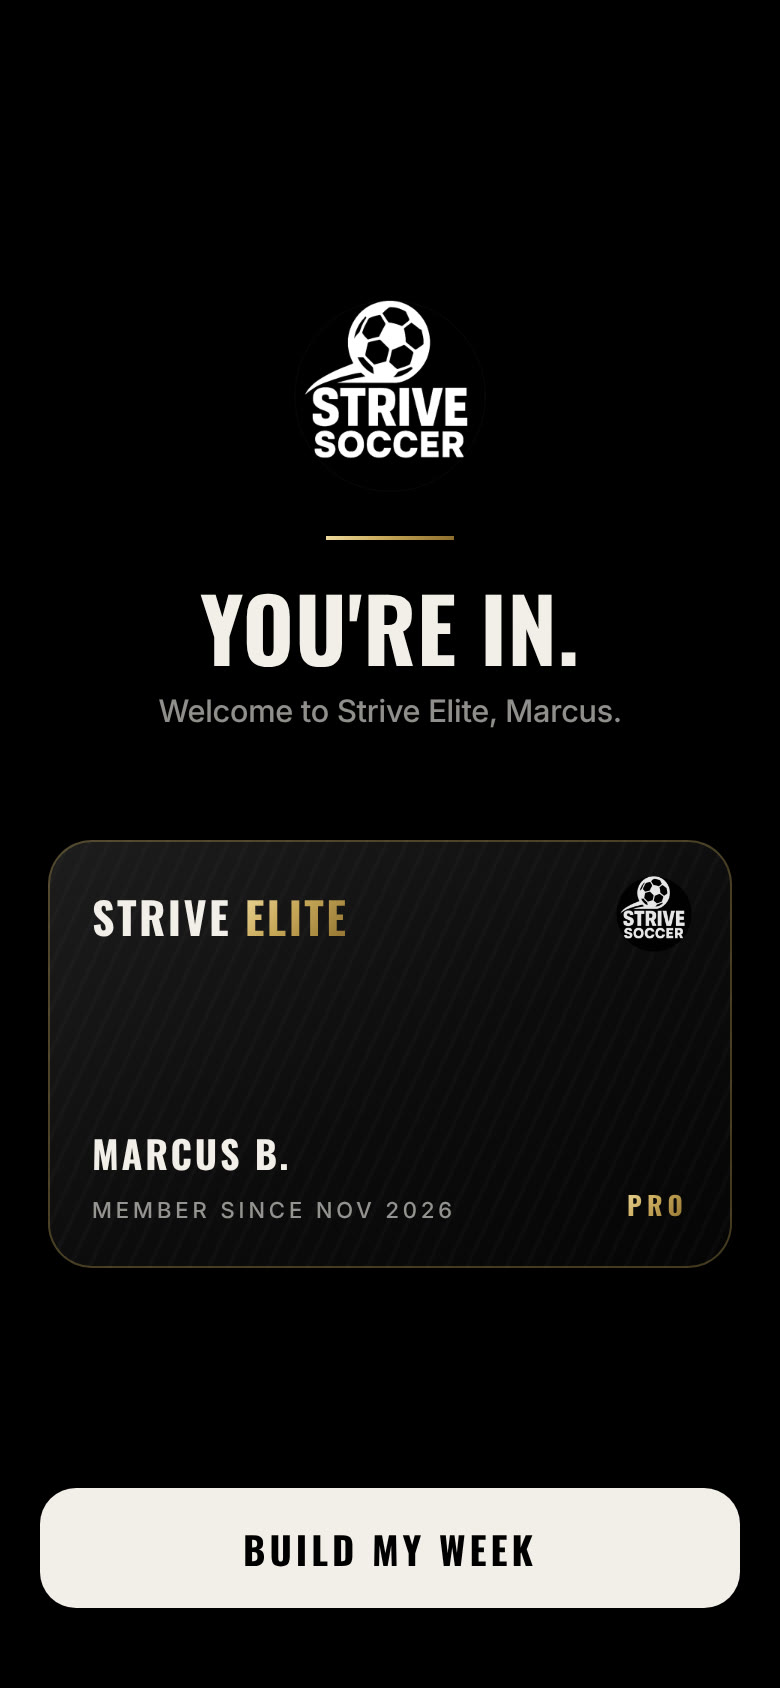 STRIVE
SOCCER
YOU'RE IN.
Welcome to Strive Elite, Marcus.
STRIVE ELITE
STRIVE
SOCCER
MARCUS B.
MEMBER SINCE NOV 2026
PRO
BUILD MY WEEK